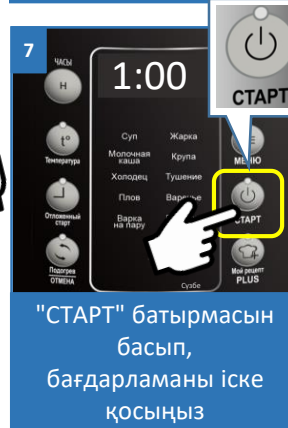 7
ЧАСЫ
Н
1:00
СТАРТ
t°
Температура
МЕНЮ
Суп Жарка
Молочная каша Крупа
Холодец Тушение
Плов
Варка на пару
Отложенный старт
СТАРТ
Подогрев
ОТМЕНА
Мой рецепт
PLUS
Сүзбе
"СТАРТ" батырмасын
басып,
бағдарламаны іске
қосыңыз